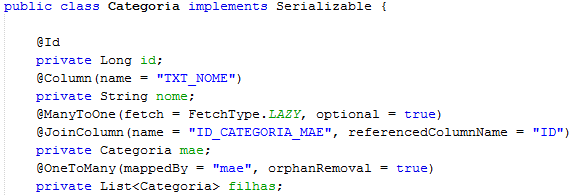 public class Categoria implements Serializable {
@Id
private Long id;
@Column(name = "TXT_NOME")
private String nome;
@ManyToOne(fetch = FetchType.LAZY, optional = true)
@JoinColumn(name = "ID_CATEGORIA_MAE", referencedColumnName = "ID")
private Categoria mae;
@OneToMany(mappedBy = "mae", orphanRemoval = true)
private List<Categoria> filhas;